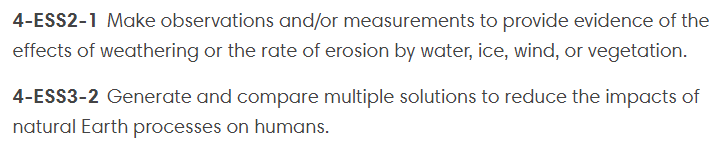 4-ESS2-1 Make observations and/or measurements to provide evidence of the
effects of weathering or the rate of erosion by water, ice, wind, or vegetation.
4-ESS3-2 Generate and compare multiple solutions to reduce the impacts of
natural Earth processes on humans.